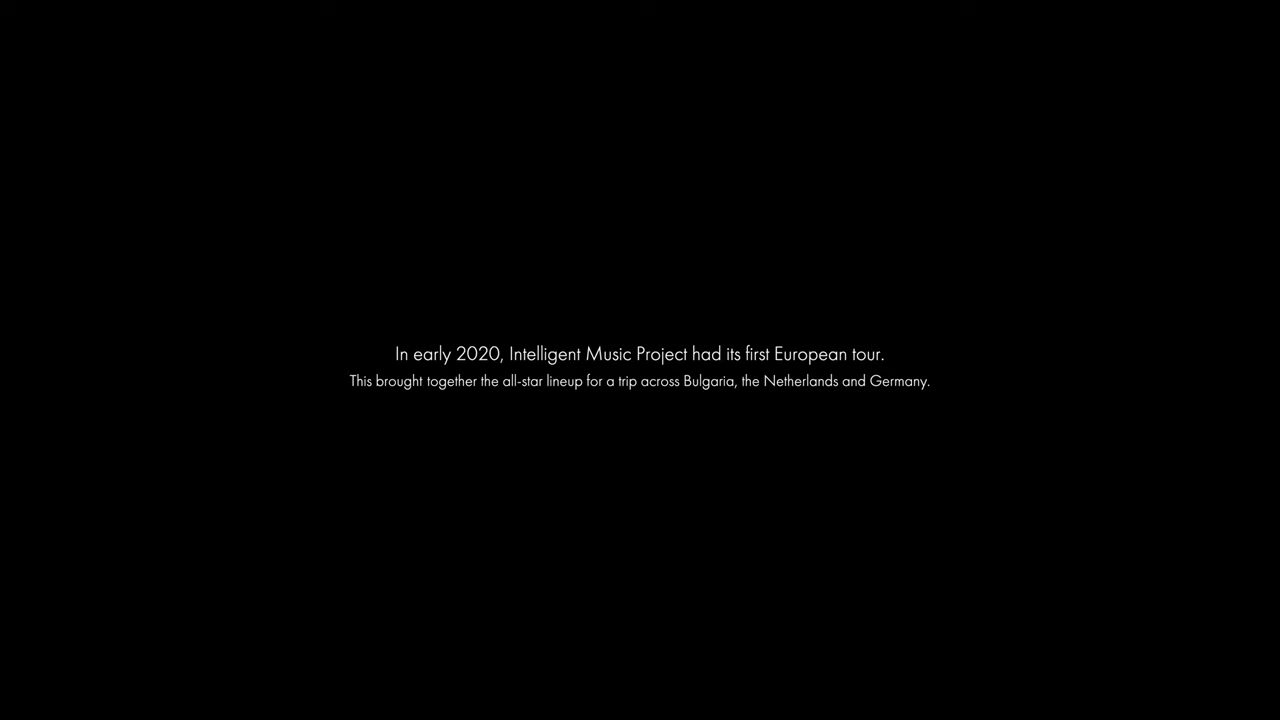 In early 2020, Intelligent Music Project had its first European tour.
This brought together the all-star lineup for a trip across Bulgaria, the Netherlands and Germany.